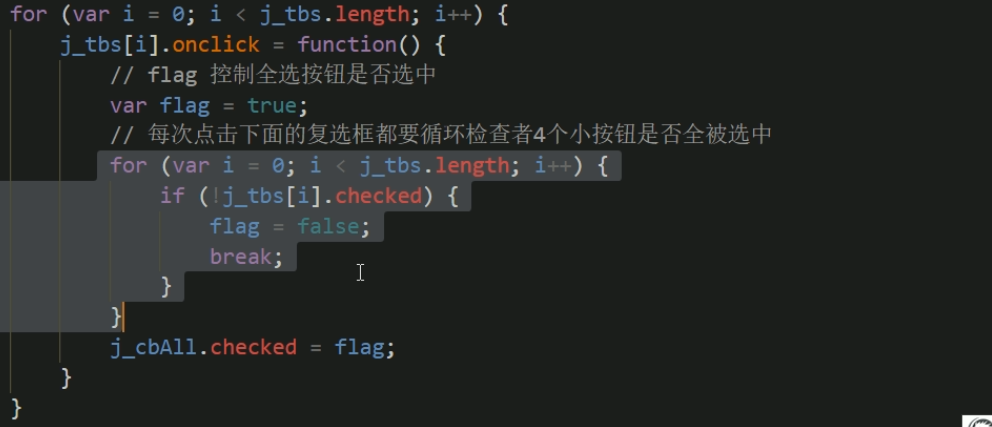 for (var i = 0; i < j_tbs.length; i++) {
j_tbs[i].onclick = function() {
// flag 控制全选按钮是否选中
var flag = true;
// 每次点击下面的复选框都要循环检查者4个小按钮是否全被选中
for (var i = 0; i < j_tbs.length; i++) {
if (!j_tbs[i].checked) {
flag = false;
break;
}
}
j_cbAll.checked = flag;
}
}